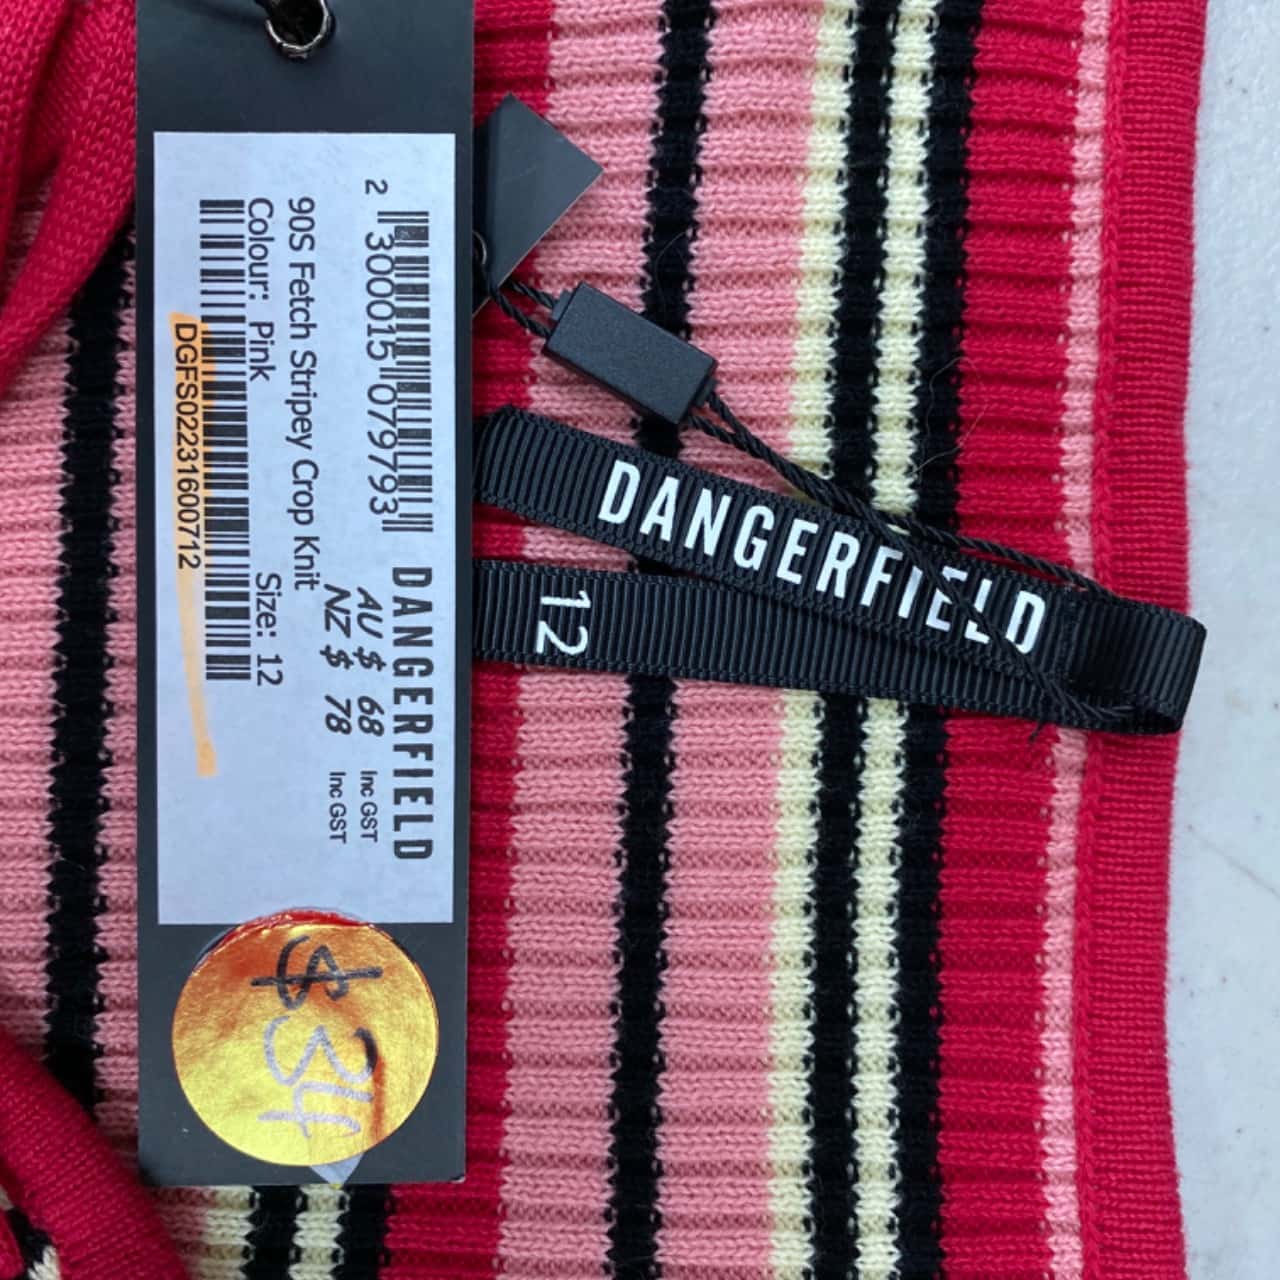 DANGERFIELD
AU $ 68 Inc GST
NZ $ 78 Inc GST
2 300015 079793
90S Fetch Stripey Crop Knit
Colour: Pink Size: 12
DGFS02231600712
$34
DANGERFIELD
12